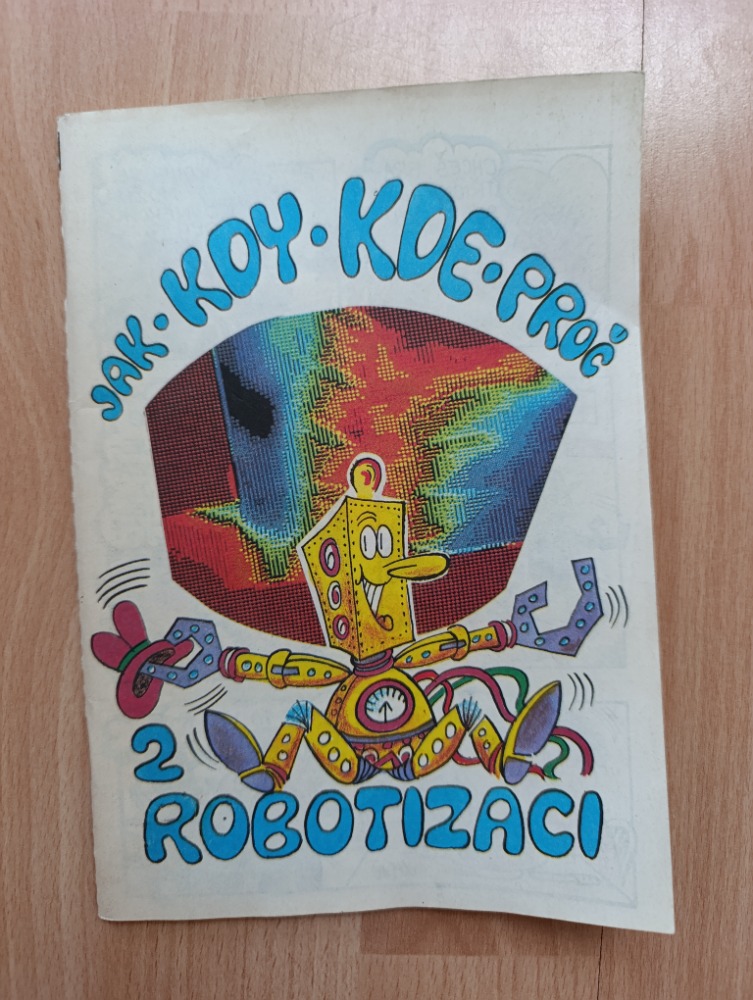 JAK · KDY · KDE · PROČ
2
ROBOTIZACI